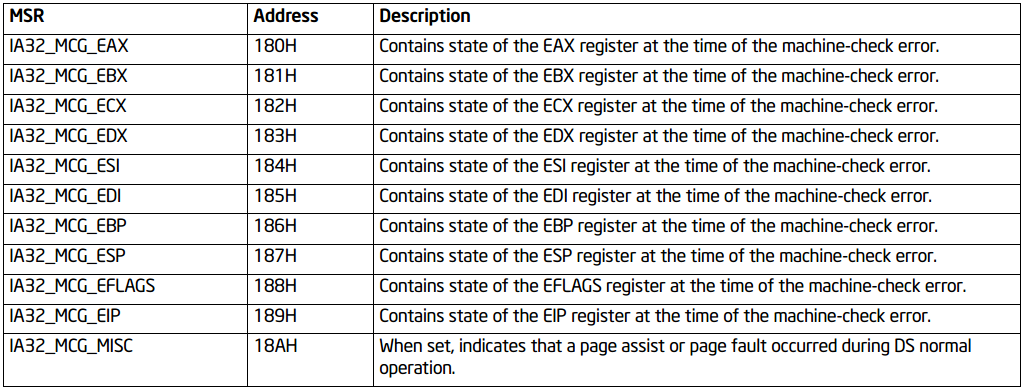 MSR Address Description
IA32_MCG_EAX 180H Contains state of the EAX register at the time of the machine-check error.
IA32_MCG_EBX 181H Contains state of the EBX register at the time of the machine-check error.
IA32_MCG_ECX 182H Contains state of the ECX register at the time of the machine-check error.
IA32_MCG_EDX 183H Contains state of the EDX register at the time of the machine-check error.
IA32_MCG_ESI 184H Contains state of the ESI register at the time of the machine-check error.
IA32_MCG_EDI 185H Contains state of the EDI register at the time of the machine-check error.
IA32_MCG_EBP 186H Contains state of the EBP register at the time of the machine-check error.
IA32_MCG_ESP 187H Contains state of the ESP register at the time of the machine-check error.
IA32_MCG_EFLAGS 188H Contains state of the EFLAGS register at the time of the machine-check error.
IA32_MCG_EIP 189H Contains state of the EIP register at the time of the machine-check error.
IA32_MCG_MISC 18AH When set, indicates that a page assist or page fault occurred during DS normal
operation.